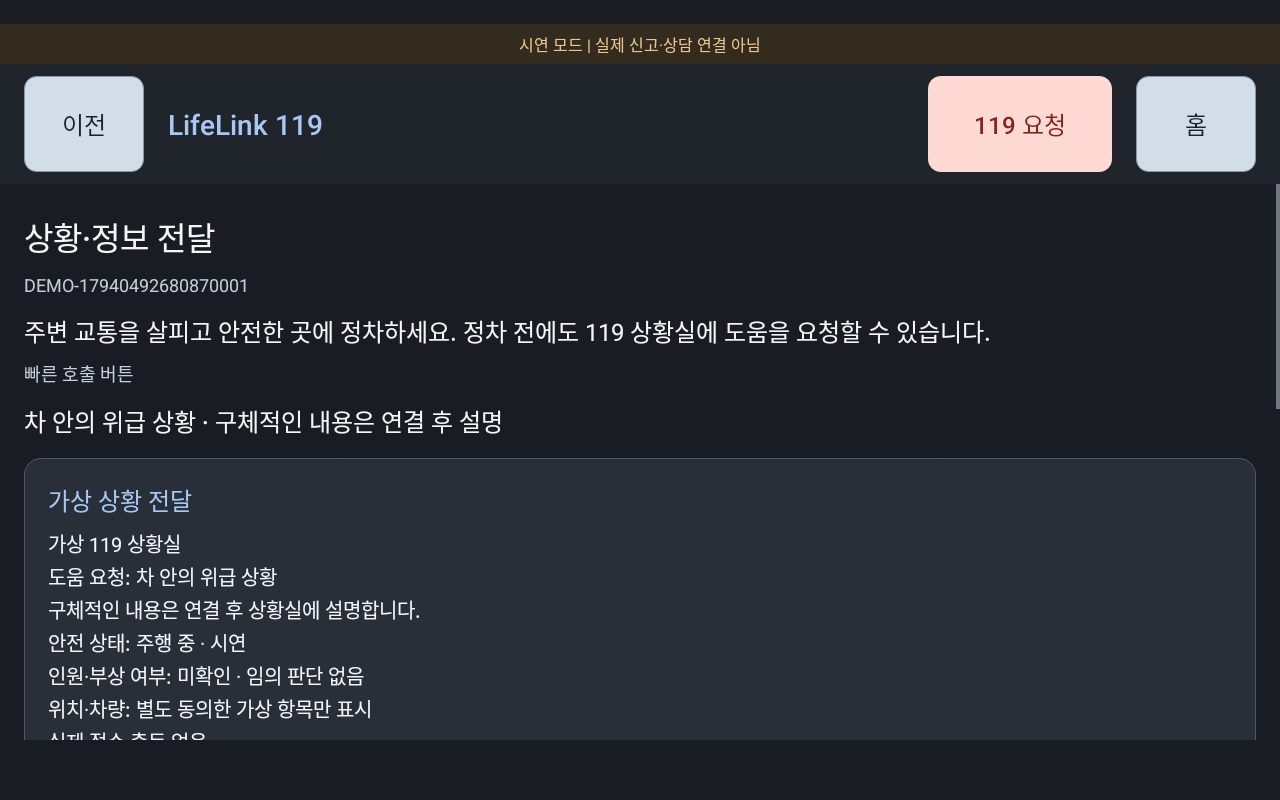 시연 모드 | 실제 신고·상담 연결 아님
이전
LifeLink 119
119 요청
홈
상황·정보 전달
DEMO-17940492680870001
주변 교통을 살피고 안전한 곳에 정차하세요. 정차 전에도 119 상황실에 도움을 요청할 수 있습니다.
빠른 호출 버튼
차 안의 위급 상황 · 구체적인 내용은 연결 후 설명
가상 상황 전달
가상 119 상황실
도움 요청: 차 안의 위급 상황
구체적인 내용은 연결 후 상황실에 설명합니다.
안전 상태: 주행 중 · 시연
인원·부상 여부: 미확인 · 임의 판단 없음
위치·차량: 별도 동의한 가상 항목만 표시